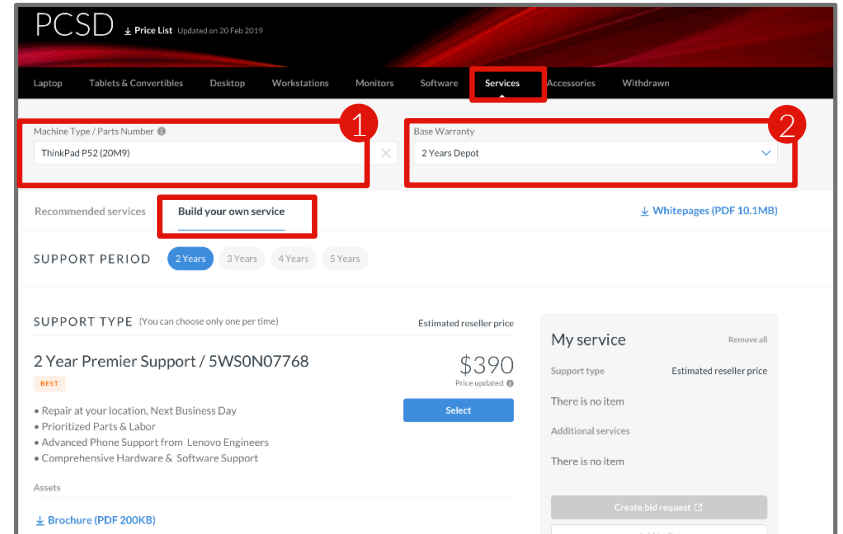 PCSD Price List Updated on 20 Feb 2019
Laptop Tablets & Convertibles Desktop Workstations Monitors Software Services Accessories Withdrawn
1
2
Machine Type / Parts Number
Base Warranty
ThinkPad P52 (20M9)
2 Years Depot
Recommended services Build your own service Whitepages (PDF 10.1MB)
SUPPORT PERIOD 2 Years 3 Years 4 Years 5 Years
SUPPORT TYPE (You can choose only one per time) Estimated reseller price
2 Year Premier Support / 5WS0N07768
$390
BEST
Price updated
Select
• Repair at your location, Next Business Day
• Prioritized Parts & Labor
• Advanced Phone Support from Lenovo Engineers
• Comprehensive Hardware & Software Support
Assets
Brochure (PDF 200KB)
My service Remove all
Support type Estimated reseller price
There is no item
Additional services
There is no item
Create bid request